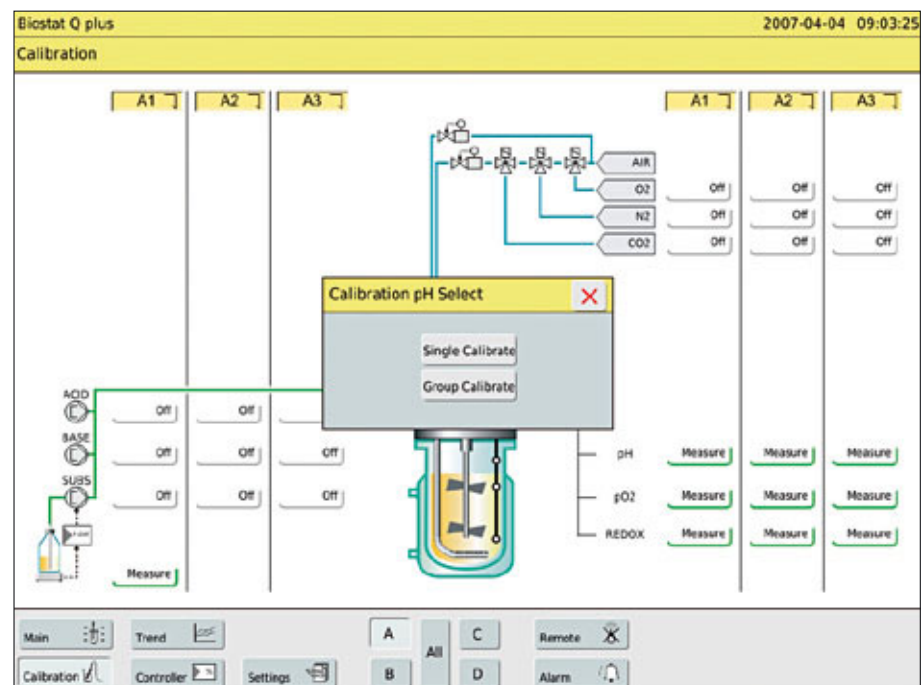 Biostat Q plus 2007-04-04 09:03:25
Calibration
A1 A2 A3 A1 A2 A3
AIR
O2 Off Off Off
N2 Off Off Off
CO2 Off Off Off
Calibration pH Select
Single Calibrate
Group Calibrate
ACID Off Off
BASE Off Off Off pH Measure Measure Measure
SUBS Off Off Off pO2 Measure Measure Measure
REDOX Measure Measure Measure
Measure
Main Trend A All C Remote
Calibration Controller Settings B D Alarm